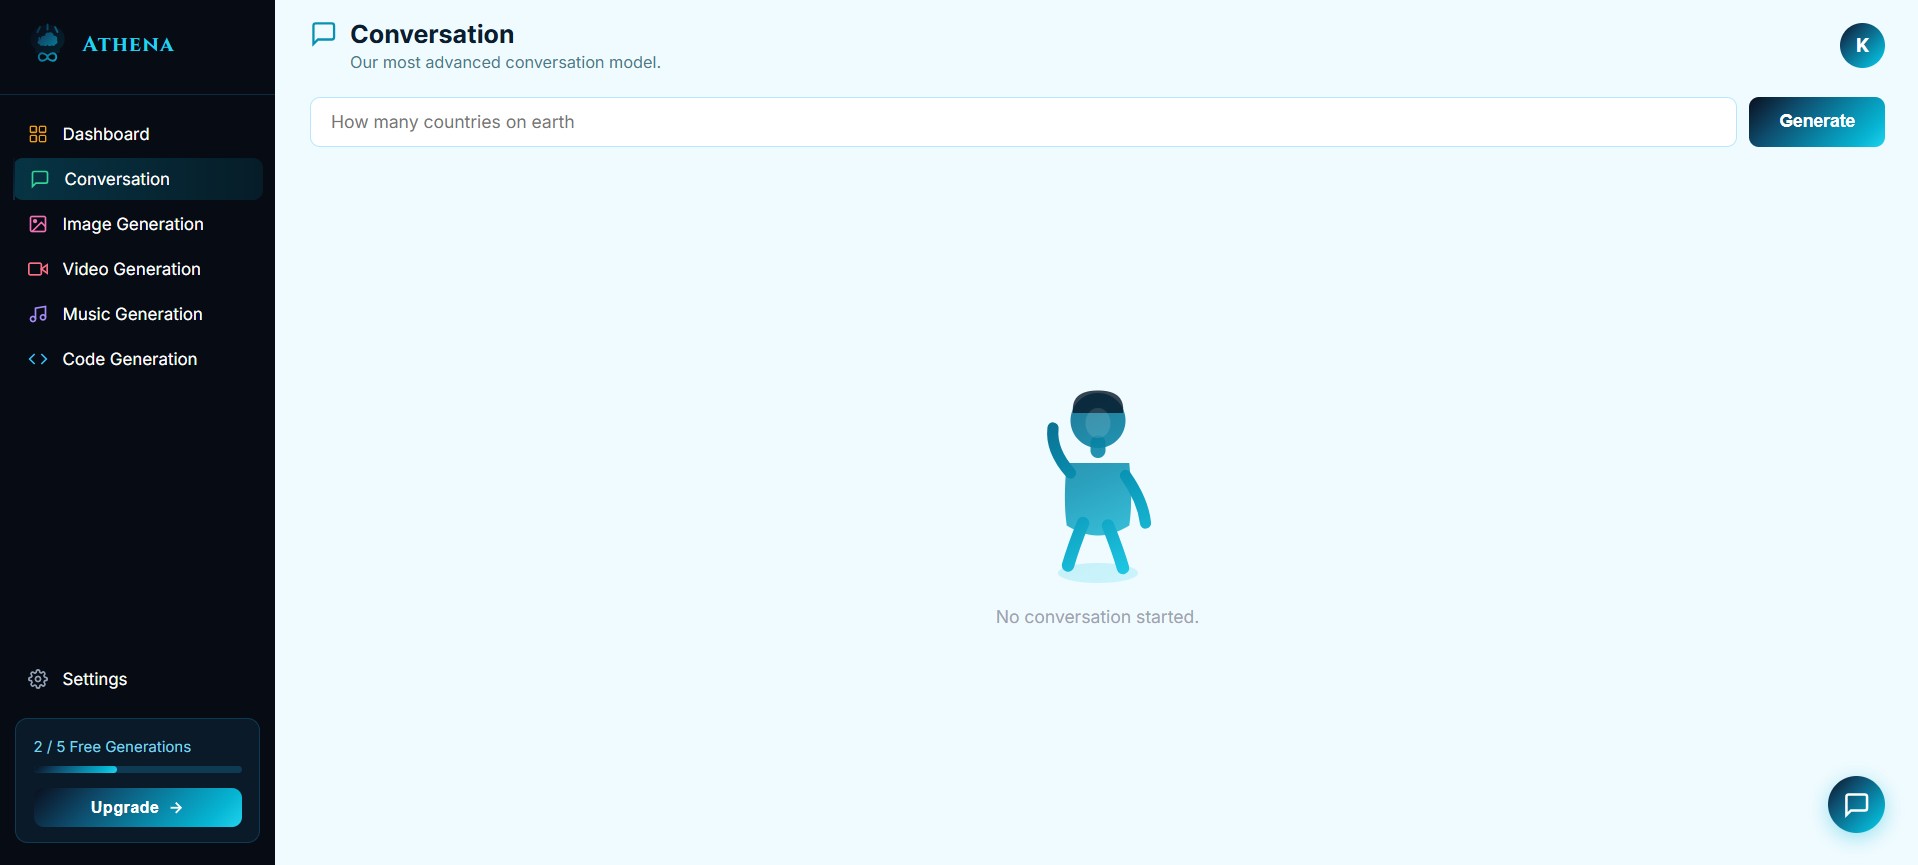 ATHENA
Dashboard
Conversation
Image Generation
Video Generation
Music Generation
Code Generation
Settings
2 / 5 Free Generations
Upgrade →
Conversation
Our most advanced conversation model.
K
How many countries on earth
Generate
No conversation started.